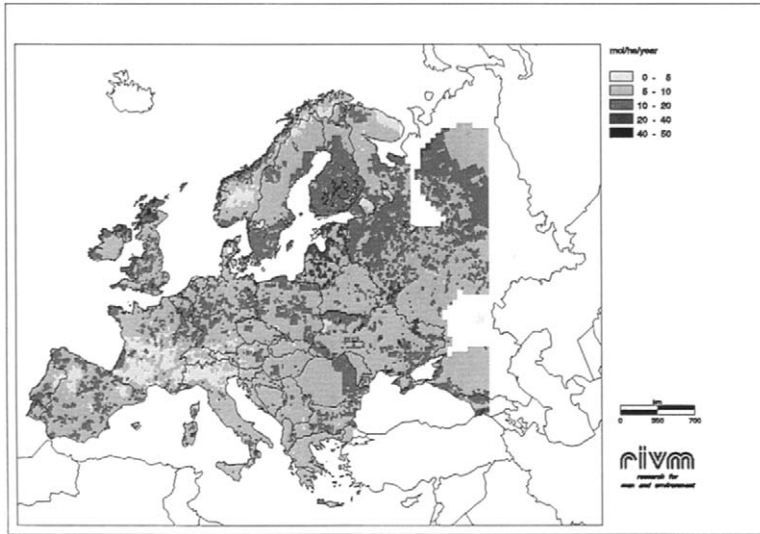 mol/ha/year
0 - 5
5 - 10
10 - 20
20 - 40
40 - 50
km
0 350 700
rivm
research for
man and environment